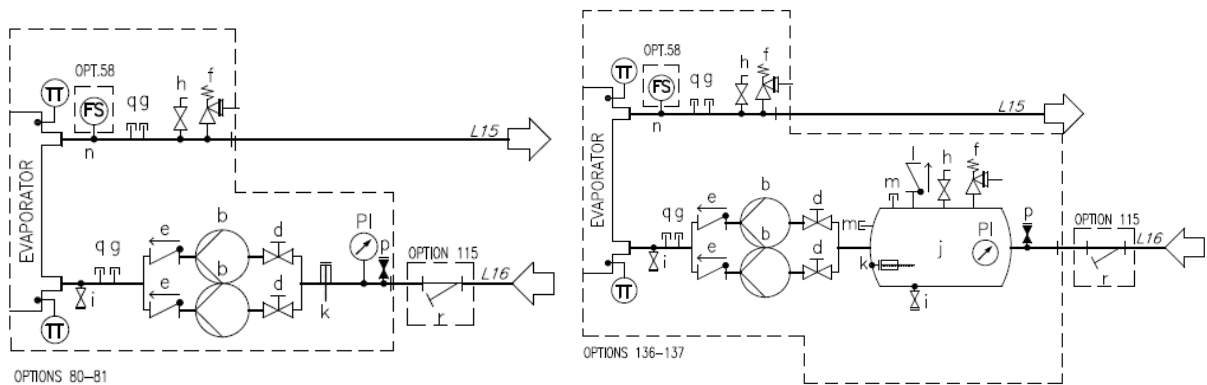 TT
OPT.58
FS
n
q g
h
f
L15
EVAPORATOR
q g
i
e
e
b
b
d
d
k
PI
p
OPTION 115
r
L16
TT
OPTIONS 80-81
TT
OPT.58
FS
n
q g
h
f
L15
EVAPORATOR
q g
i
e
e
b
b
d
d
m
m
l
h
f
j
PI
k
i
p
OPTION 115
r
L16
TT
OPTIONS 136-137